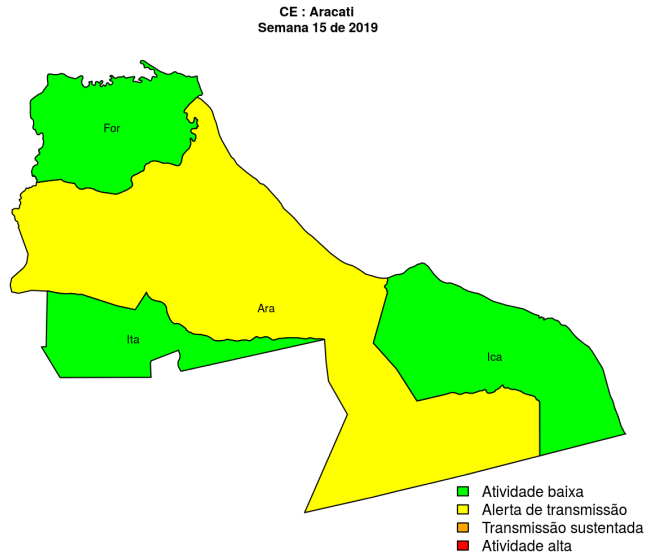 CE : Aracati
Semana 15 de 2019
For
Ara
Ita
Ica
Atividade baixa
Alerta de transmissão
Transmissão sustentada
Atividade alta